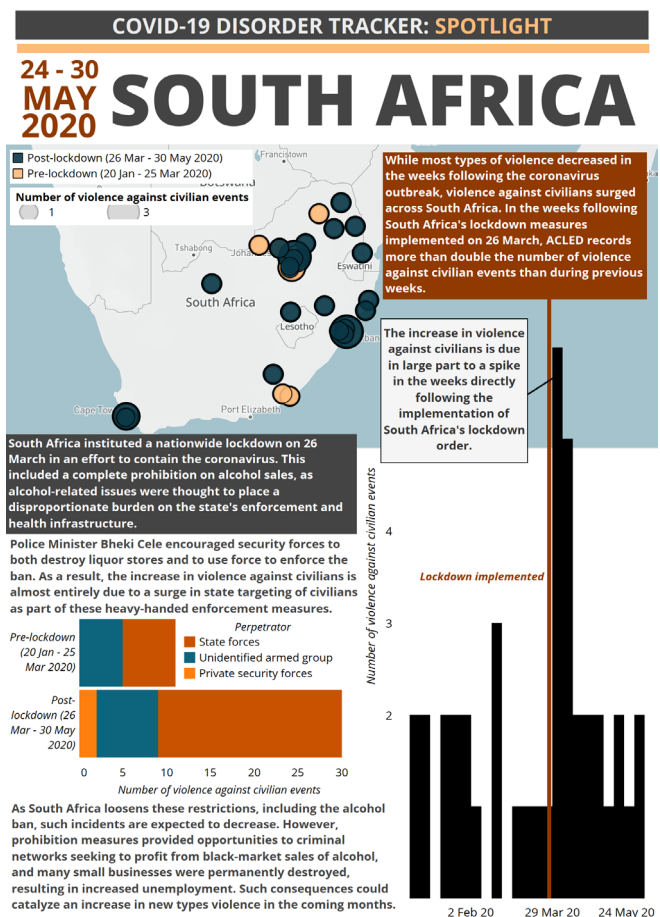 COVID-19 DISORDER TRACKER: SPOTLIGHT
24 - 30
MAY
2020
SOUTH AFRICA
Post-lockdown (26 Mar - 30 May 2020)
Pre-lockdown (20 Jan - 25 Mar 2020)
Number of violence against civilian events
1
3
Francistown
Botswana
Tshabong
Eswatini
South Africa
Lesotho
Port Elizabeth
While most types of violence decreased in
the weeks following the coronavirus
outbreak, violence against civilians surged
across South Africa. In the weeks following
South Africa's lockdown measures
implemented on 26 March, ACLED records
more than double the number of violence
against civilian events than during previous
weeks.
The increase in violence
against civilians is due
in large part to a spike
in the weeks directly
following the
implementation of
South Africa's lockdown
order.
South Africa instituted a nationwide lockdown on 26
March in an effort to contain the coronavirus. This
included a complete prohibition on alcohol sales, as
alcohol-related issues were thought to place a
disproportionate burden on the state's enforcement and
health infrastructure.
Police Minister Bheki Cele encouraged security forces to
both destroy liquor stores and to use force to enforce the
ban. As a result, the increase in violence against civilians is
almost entirely due to a surge in state targeting of civilians
as part of these heavy-handed enforcement measures.
Pre-lockdown
(20 Jan - 25
Mar 2020)
Perpetrator
State forces
Unidentified armed group
Private security forces
Post-
lockdown (26
Mar - 30 May
2020)
0 5 10 15 20 25 30
Number of violence against civilian events
As South Africa loosens these restrictions, including the alcohol
ban, such incidents are expected to decrease. However,
prohibition measures provided opportunities to criminal
networks seeking to profit from black-market sales of alcohol,
and many small businesses were permanently destroyed,
resulting in increased unemployment. Such consequences could
catalyze an increase in new types violence in the coming months.
Number of violence against civilian events
4
3
2
Lockdown implemented
2 Feb 20 29 Mar 20 24 May 20